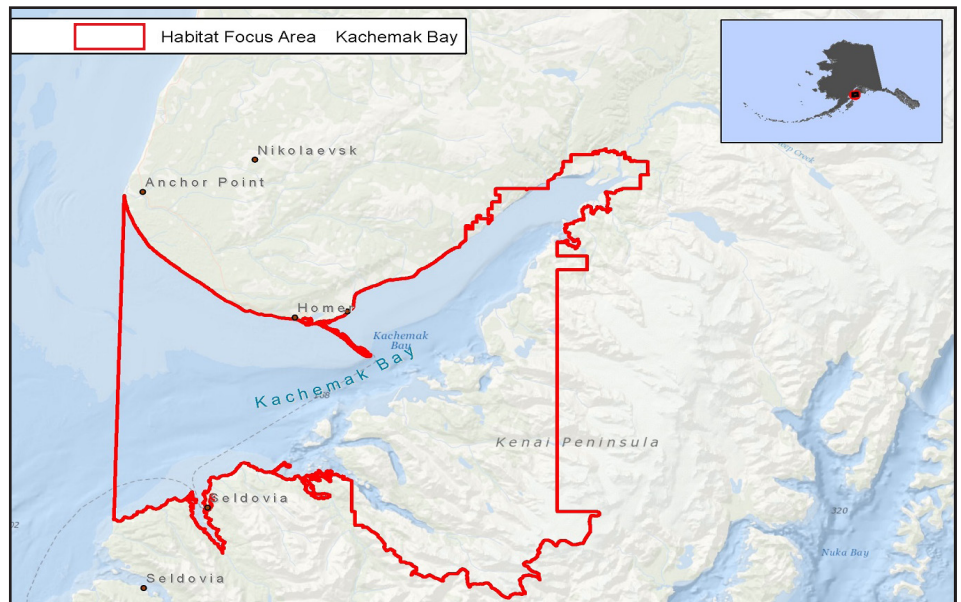 Habitat Focus Area Kachemak Bay
Nikolaevsk
Anchor Point
Homer
Kachemak
Bay
Kachemak Bay
Kenai Peninsula
Seldovia
320
Nuka Bay
Seldovia